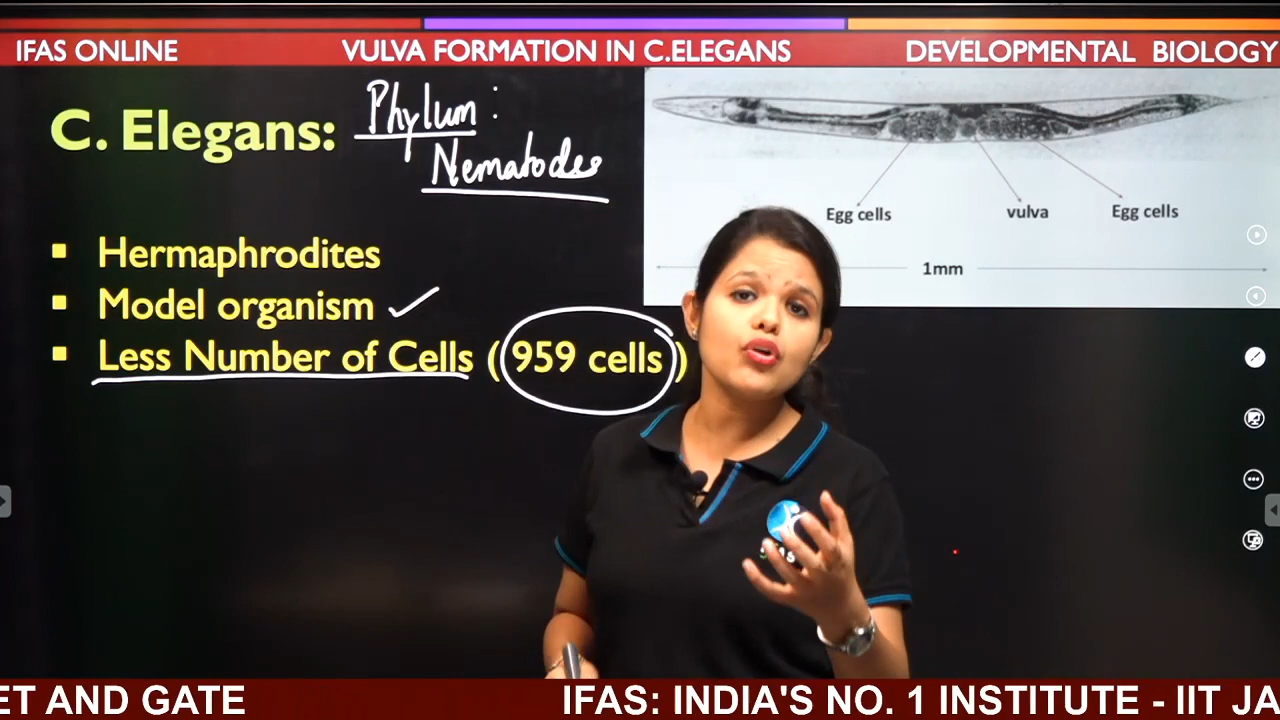 IFAS ONLINE
VULVA FORMATION IN C.ELEGANS
DEVELOPMENTAL BIOLOGY
C. Elegans:
Phylum:
Nematodes
▪ Hermaphrodites
▪ Model organism ✓
▪ Less Number of Cells (959 cells)
Egg cells
vulva
Egg cells
1mm
ET AND GATE
IFAS: INDIA'S NO. 1 INSTITUTE - IIT JA